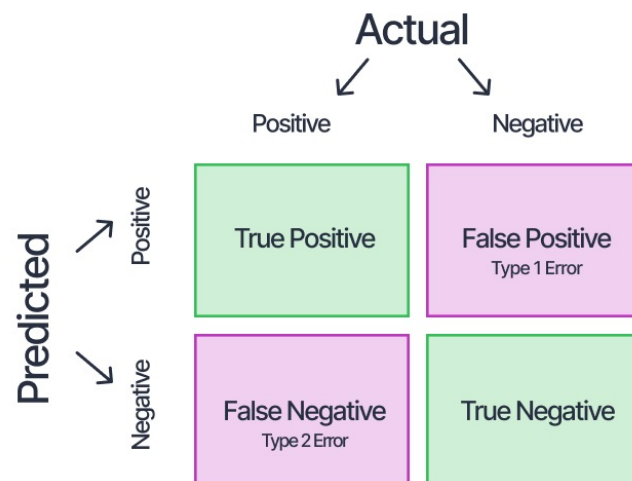 Actual
Positive
Negative
Predicted
Positive
True Positive
False Positive
Type 1 Error
Negative
False Negative
Type 2 Error
True Negative